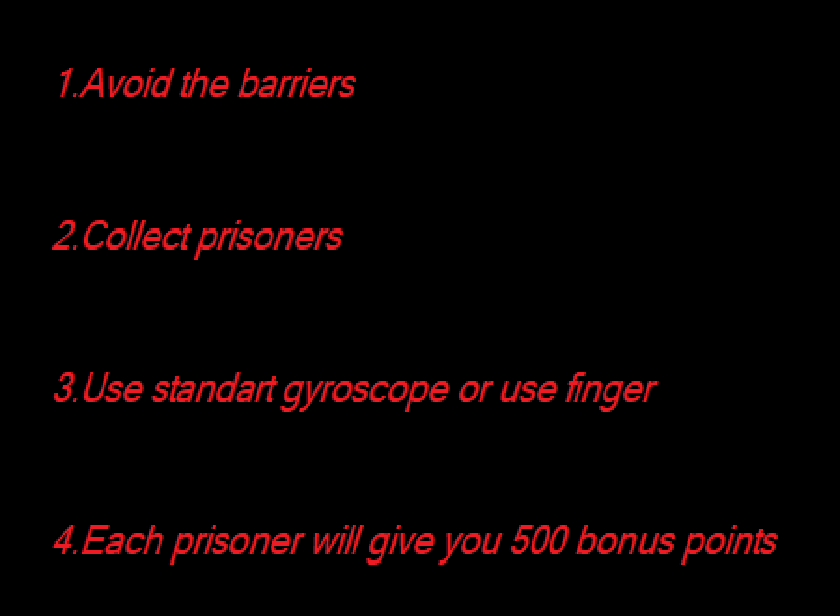 1.Avoid the barriers
2.Collect prisoners
3.Use standart gyroscope or use finger
4.Each prisoner will give you 500 bonus points